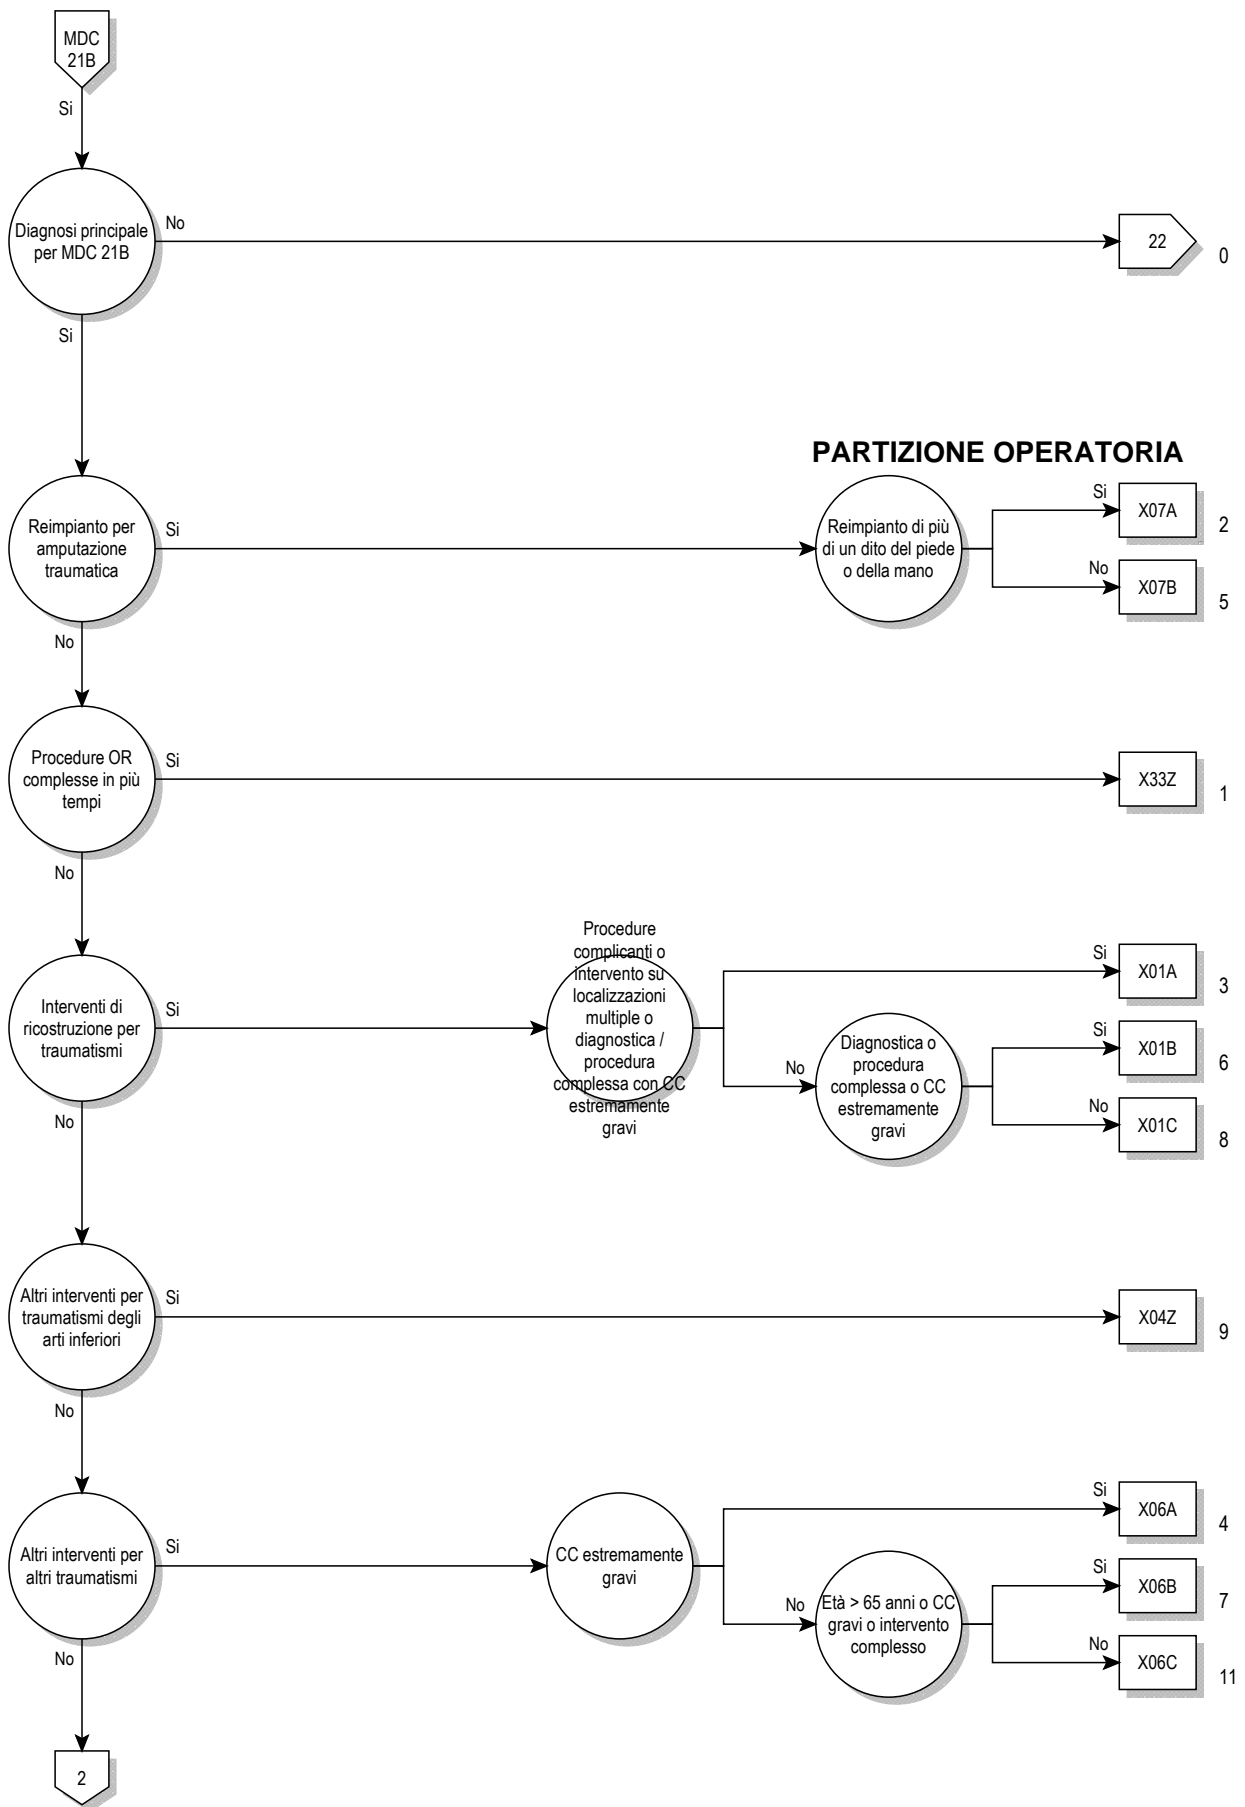 MDC
21B
Si
Diagnosi principale
per MDC 21B
No
22
0
Si
PARTIZIONE OPERATORIA
Reimpianto per
amputazione
traumatica
Si
Reimpianto di più
di un dito del piede
o della mano
Si
X07A
2
No
X07B
5
No
Procedure OR
complesse in più
tempi
Si
X33Z
1
No
Interventi di
ricostruzione per
traumatismi
Si
Procedure
complicanti o
intervento su
localizzazioni
multiple o
diagnostica /
procedura
complessa con CC
estremamente
gravi
Si
X01A
3
No
Diagnostica o
procedura
complessa o CC
estremamente
gravi
Si
X01B
6
No
X01C
8
No
Altri interventi per
traumatismi degli
arti inferiori
Si
X04Z
9
No
Altri interventi per
altri traumatismi
Si
CC estremamente
gravi
Si
X06A
4
No
Età > 65 anni o CC
gravi o intervento
complesso
Si
X06B
7
No
X06C
11
No
2